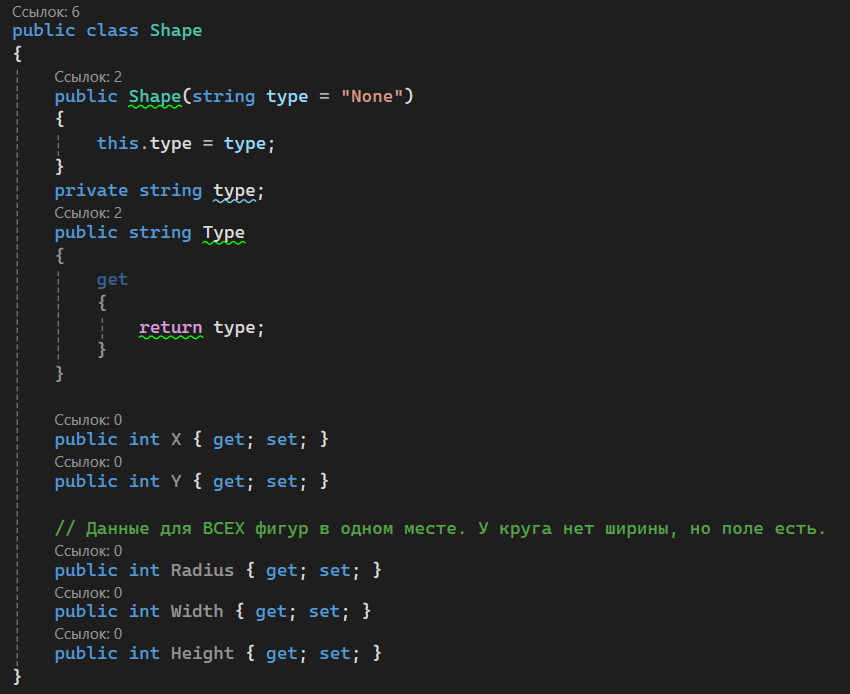 Ссылок: 6
public class Shape
{
Ссылок: 2
public Shape(string type = "None")
{
this.type = type;
}
private string type;
Ссылок: 2
public string Type
{
get
{
return type;
}
}
Ссылок: 0
public int X { get; set; }
Ссылок: 0
public int Y { get; set; }
// Данные для ВСЕХ фигур в одном месте. У круга нет ширины, но поле есть.
Ссылок: 0
public int Radius { get; set; }
Ссылок: 0
public int Width { get; set; }
Ссылок: 0
public int Height { get; set; }
}